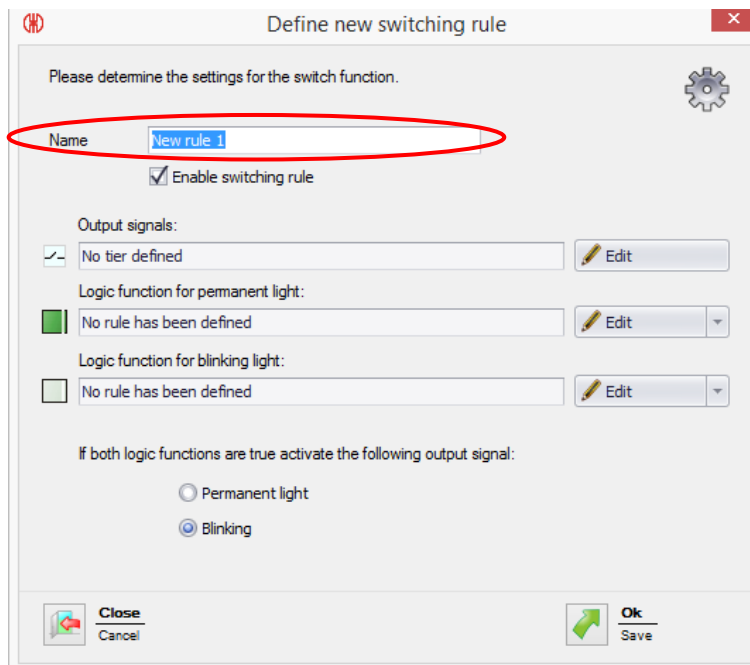 Define new switching rule
Please determine the settings for the switch function.
Name New rule 1
Enable switching rule
Output signals:
No tier defined Edit
Logic function for permanent light:
No rule has been defined Edit
Logic function for blinking light:
No rule has been defined Edit
If both logic functions are true activate the following output signal:
Permanent light
Blinking
Close
Cancel
Ok
Save